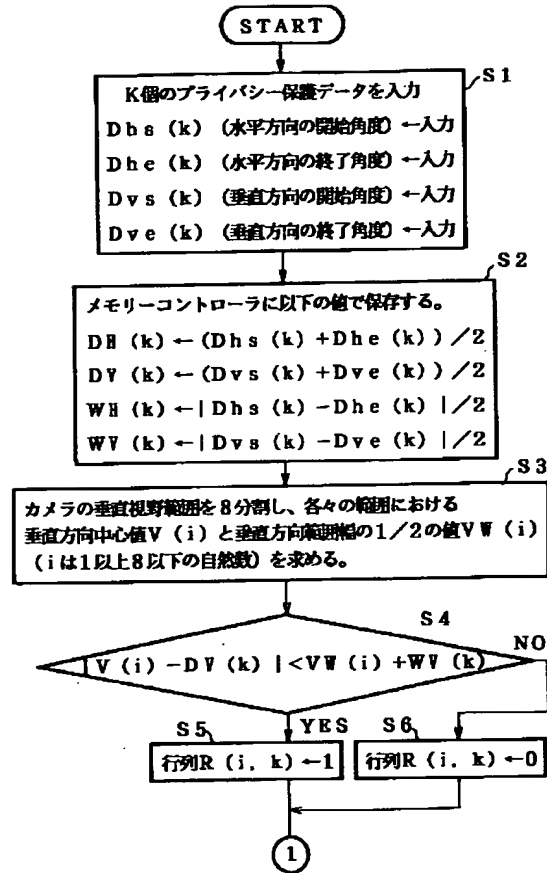 START
S1
K個のプライバシー保護データを入力
Dhs (k) (水平方向の開始角度) ←入力
Dhe (k) (水平方向の終了角度) ←入力
Dvs (k) (垂直方向の開始角度) ←入力
Dve (k) (垂直方向の終了角度) ←入力
S2
メモリーコントローラに以下の値で保存する。
DH (k) ← (Dhs (k) +Dhe (k) ) /2
DV (k) ← (Dvs (k) +Dve (k) ) /2
WH (k) ←| Dhs (k) -Dhe (k) | /2
WV (k) ←| Dvs (k) -Dve (k) | /2
S3
カメラの垂直視野範囲を8分割し、各々の範囲における
垂直方向中心値V (i) と垂直方向範囲幅の1/2の値VW (i)
(iは1以上8以下の自然数) を求める。
S4
| V (i) -DV (k) | <VW (i) +WV (k)
NO
YES
S5
行列R (i, k) ←1
S6
行列R (i, k) ←0
1